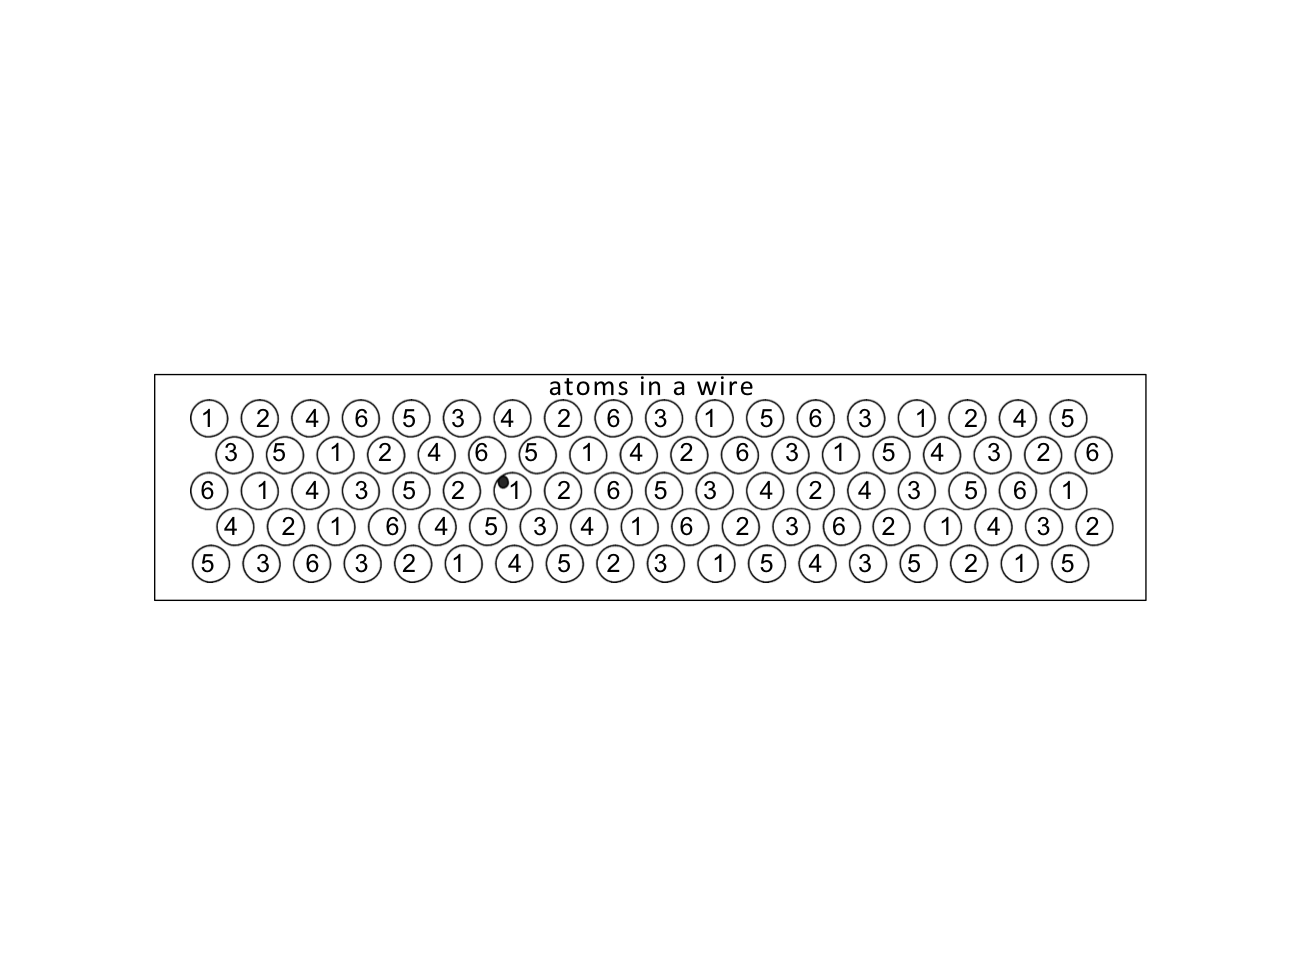 atoms in a wire
1 2 4 6 5 3 4 2 6 3 1 5 6 3 1 2 4 5
3 5 1 2 4 6 5 1 4 2 6 3 1 5 4 3 2 6
6 1 4 3 5 2 1 2 6 5 3 4 2 4 3 5 6 1
4 2 1 6 4 5 3 4 1 6 2 3 6 2 1 4 3 2
5 3 6 3 2 1 4 5 2 3 1 5 4 3 5 2 1 5